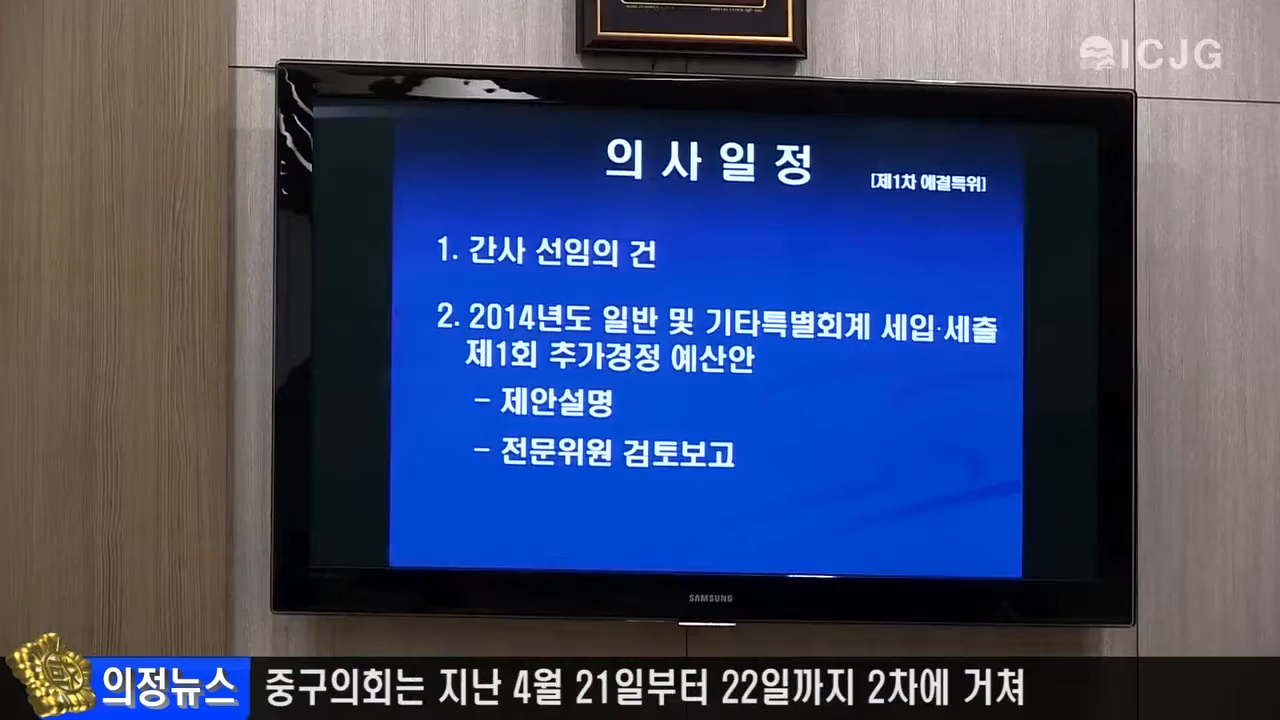 ICJG
의사일정
[제1차 예결특위]
1. 간사 선임의 건
2. 2014년도 일반 및 기타특별회계 세입·세출
제1회 추가경정 예산안
- 제안설명
- 전문위원 검토보고
SAMSUNG
의정뉴스 중구의회는 지난 4월 21일부터 22일까지 2차에 거쳐